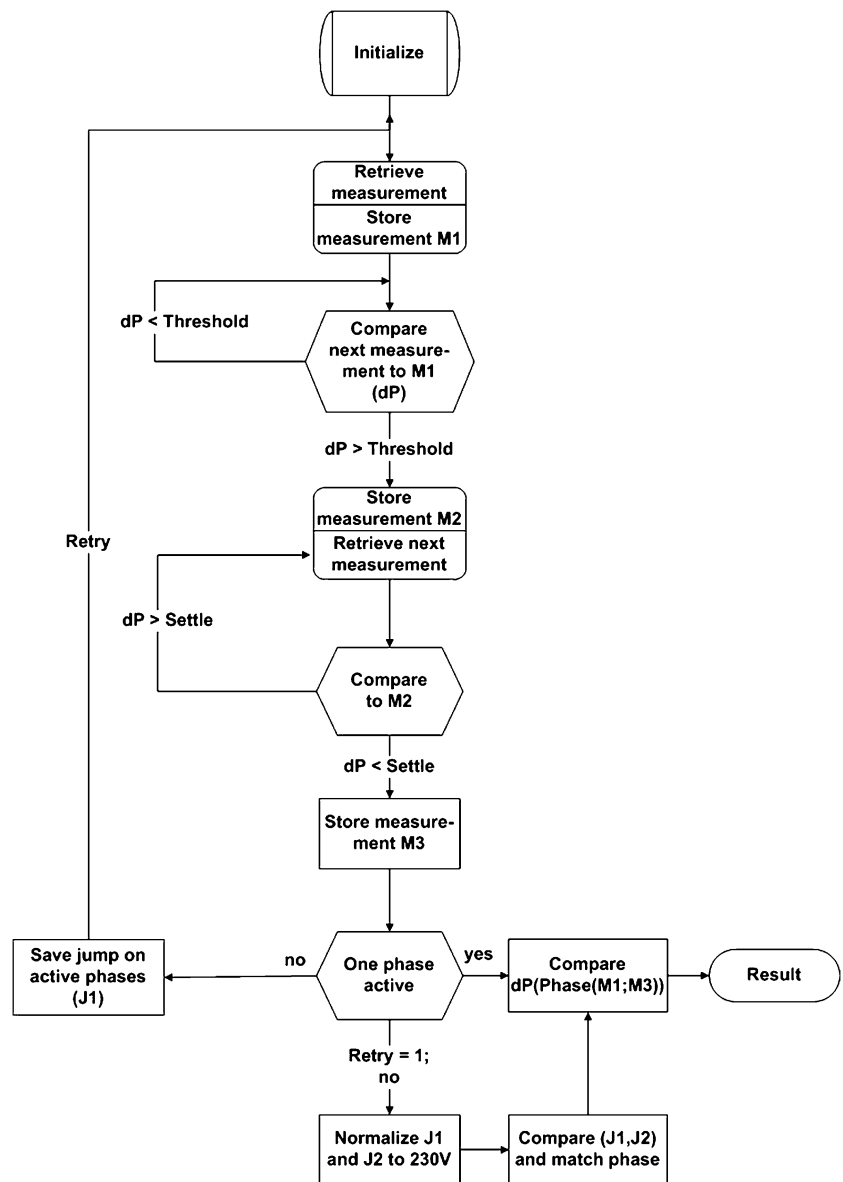 Initialize
Retrieve
measurement
Store
measurement M1
dP < Threshold
Compare
next measure-
ment to M1
(dP)
dP > Threshold
Store
measurement M2
Retrieve next
measurement
Retry
dP > Settle
Compare
to M2
dP < Settle
Store measure-
ment M3
Save jump on
active phases
(J1)
no
One phase
active
yes
Compare
dP(Phase(M1;M3))
Result
Retry = 1;
no
Normalize J1
and J2 to 230V
Compare (J1,J2)
and match phase